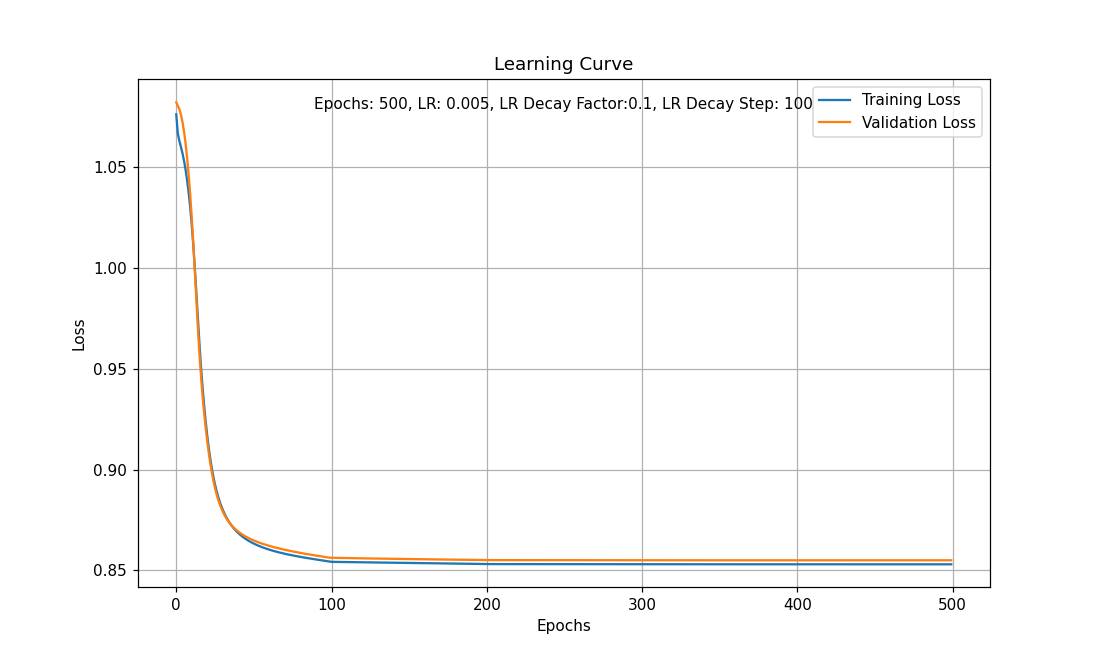 Learning Curve
Epochs: 500, LR: 0.005, LR Decay Factor:0.1, LR Decay Step: 100
Training Loss
Validation Loss
1.05
1.00
0.95
0.90
0.85
Loss
0
100
200
300
400
500
Epochs